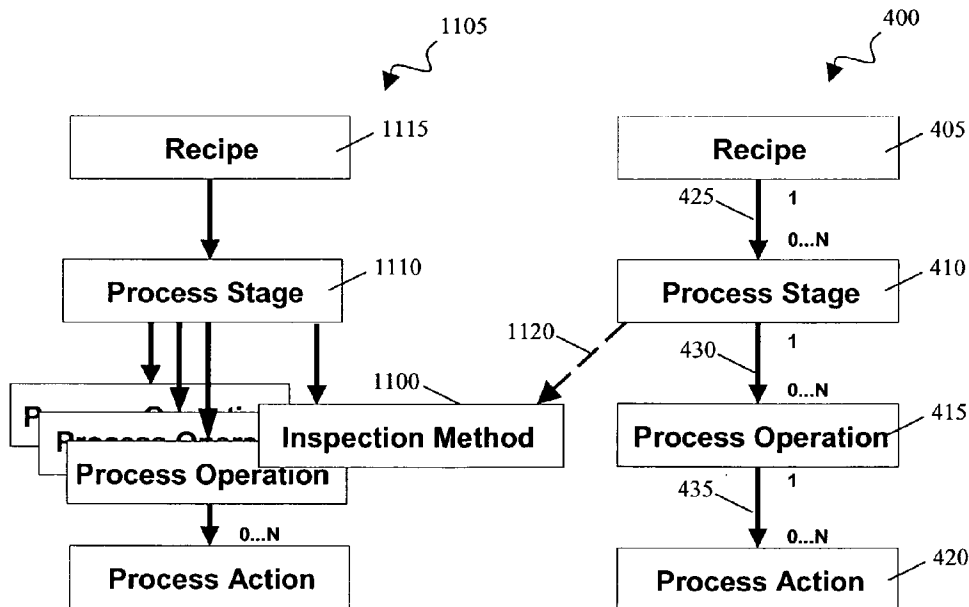 1105
400
Recipe
1115
Recipe
405
425
1
0...N
Process Stage
1110
Process Stage
410
1120
430
1
0...N
1100
Process Operation
Inspection Method
Process Operation
415
435
1
0...N
0...N
Process Action
Process Action
420